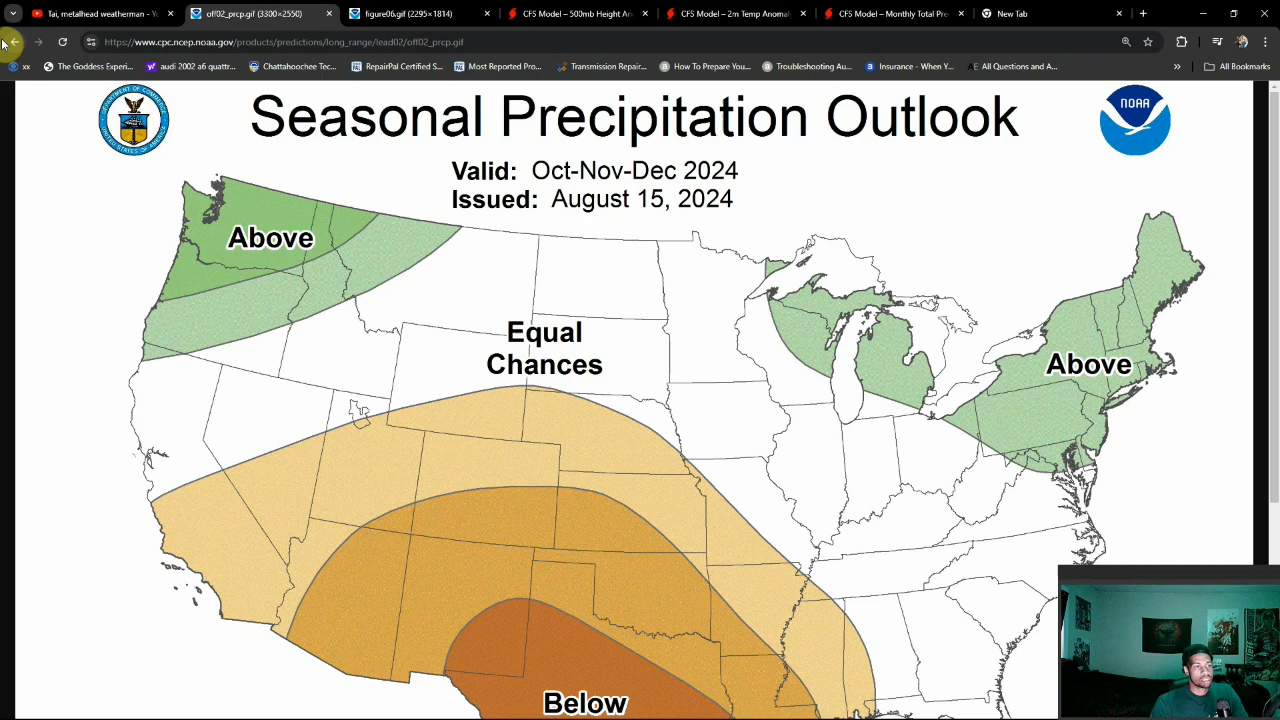 Tai, metalhead weatherman - Yo
off02_prcp.gif (3300×2550)
figure06.gif (2295×1814)
CFS Model – 500mb Height An
CFS Model – 2m Temp Anomal
CFS Model – Monthly Total Pre
New Tab
https://www.cpc.ncep.noaa.gov/products/predictions/long_range/lead02/off02_prcp.gif
xx
The Goddess Experi...
audi 2002 a6 quattr...
Chattahoochee Tec...
RepairPal Certified S...
Most Reported Pro...
Transmission Repair...
How To Prepare You...
Troubleshooting Au...
Insurance - When Y...
All Questions and A...
»
All Bookmarks
Seasonal Precipitation Outlook
NOAA
Valid: Oct-Nov-Dec 2024
Issued: August 15, 2024
Above
Equal
Chances
Above
Below